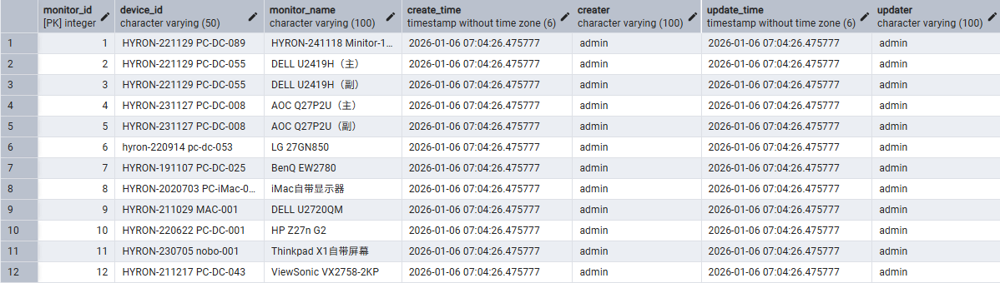 monitor_id device_id monitor_name create_time creater update_time updater
[PK] integer character varying (50) character varying (100) timestamp without time zone (6) character varying (100) timestamp without time zone (6) character varying (100)
1 1 HYRON-221129 PC-DC-089 HYRON-241118 Minitor-1... 2026-01-06 07:04:26.475777 admin 2026-01-06 07:04:26.475777 admin
2 2 HYRON-221129 PC-DC-055 DELL U2419H（主） 2026-01-06 07:04:26.475777 admin 2026-01-06 07:04:26.475777 admin
3 3 HYRON-221129 PC-DC-055 DELL U2419H（副） 2026-01-06 07:04:26.475777 admin 2026-01-06 07:04:26.475777 admin
4 4 HYRON-231127 PC-DC-008 AOC Q27P2U（主） 2026-01-06 07:04:26.475777 admin 2026-01-06 07:04:26.475777 admin
5 5 HYRON-231127 PC-DC-008 AOC Q27P2U（副） 2026-01-06 07:04:26.475777 admin 2026-01-06 07:04:26.475777 admin
6 6 hyron-220914 pc-dc-053 LG 27GN850 2026-01-06 07:04:26.475777 admin 2026-01-06 07:04:26.475777 admin
7 7 HYRON-191107 PC-DC-025 BenQ EW2780 2026-01-06 07:04:26.475777 admin 2026-01-06 07:04:26.475777 admin
8 8 HYRON-2020703 PC-iMac-0... iMac自带显示器 2026-01-06 07:04:26.475777 admin 2026-01-06 07:04:26.475777 admin
9 9 HYRON-211029 MAC-001 DELL U2720QM 2026-01-06 07:04:26.475777 admin 2026-01-06 07:04:26.475777 admin
10 10 HYRON-220622 PC-DC-001 HP Z27n G2 2026-01-06 07:04:26.475777 admin 2026-01-06 07:04:26.475777 admin
11 11 HYRON-230705 nobo-001 Thinkpad X1自带屏幕 2026-01-06 07:04:26.475777 admin 2026-01-06 07:04:26.475777 admin
12 12 HYRON-211217 PC-DC-043 ViewSonic VX2758-2KP 2026-01-06 07:04:26.475777 admin 2026-01-06 07:04:26.475777 admin